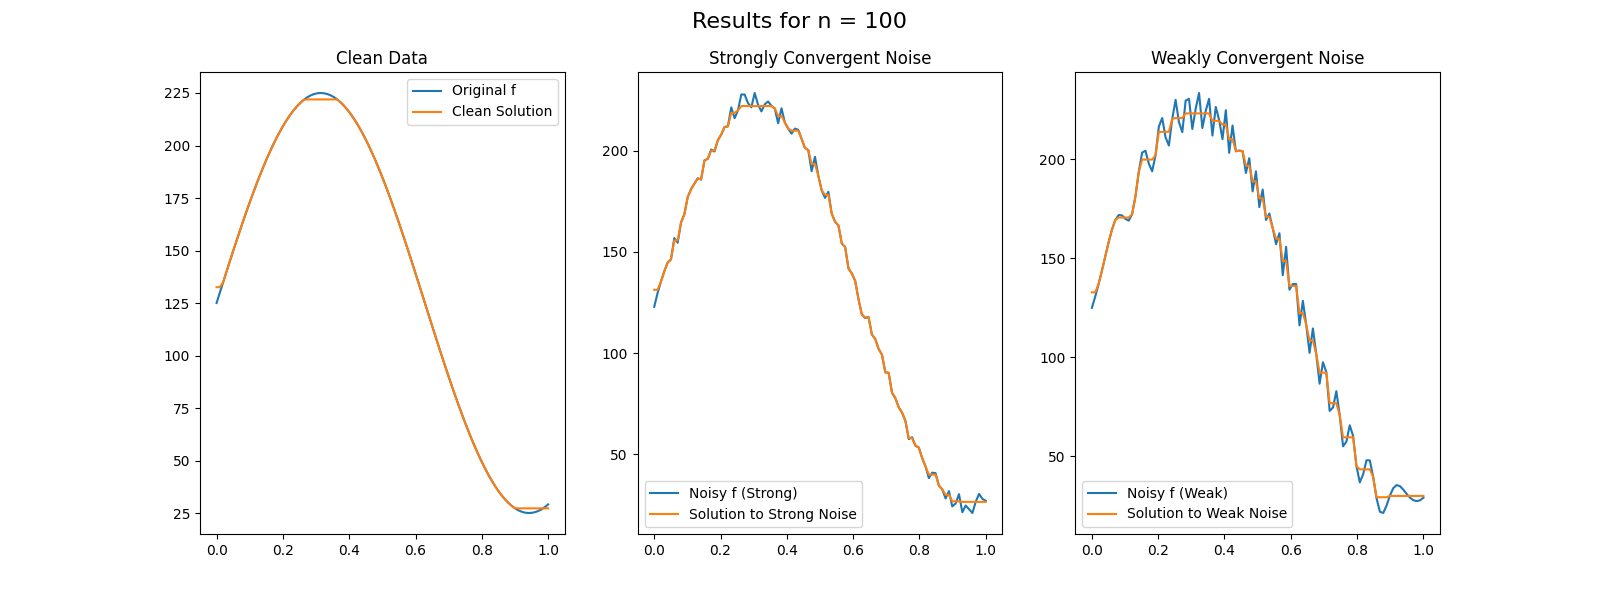 Results for n = 100
Clean Data
225
200
175
150
125
100
75
50
25
0.0 0.2 0.4 0.6 0.8 1.0
Original f
Clean Solution
Strongly Convergent Noise
200
150
100
50
0.0 0.2 0.4 0.6 0.8 1.0
Noisy f (Strong)
Solution to Strong Noise
Weakly Convergent Noise
200
150
100
50
0.0 0.2 0.4 0.6 0.8 1.0
Noisy f (Weak)
Solution to Weak Noise